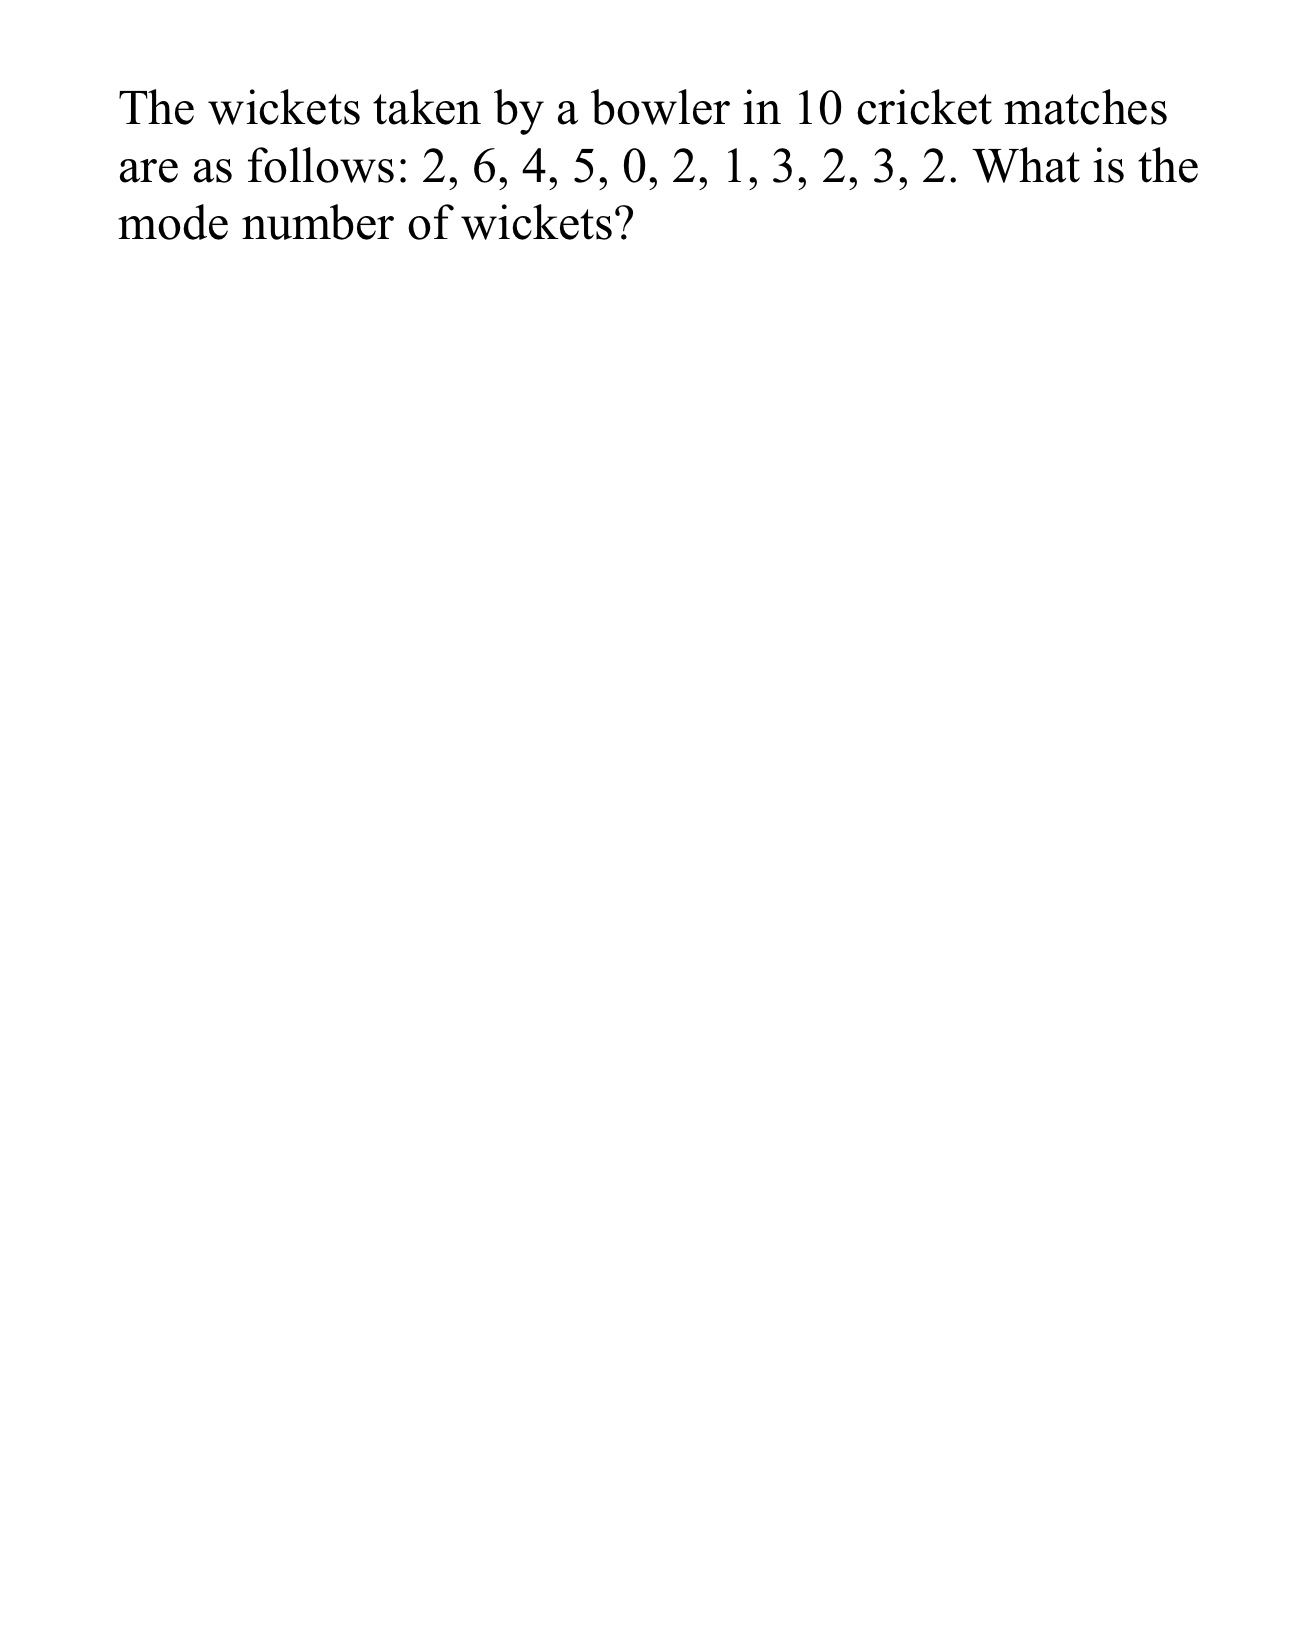 The wickets taken by a bowler in 10 cricket matches
are as follows: 2, 6, 4, 5, 0, 2, 1, 3, 2, 3, 2. What is the
mode number of wickets?